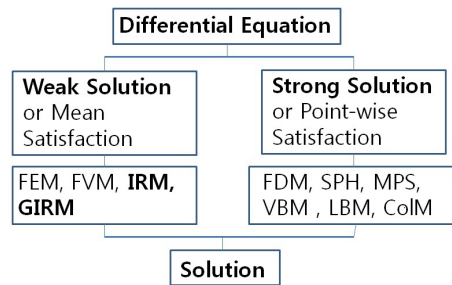 Differential Equation
Weak Solution
or Mean
Satisfaction
Strong Solution
or Point-wise
Satisfaction
FEM, FVM, IRM,
GIRM
FDM, SPH, MPS,
VBM , LBM, ColM
Solution